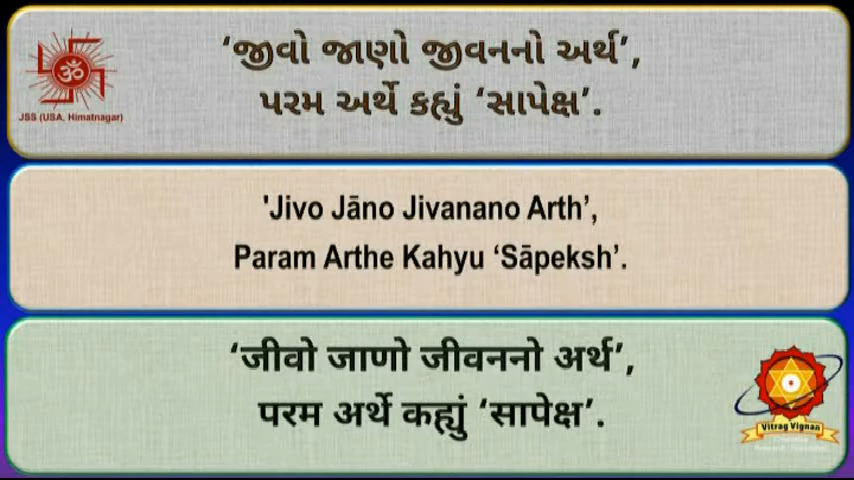 ‘જીવો જાણો જીવનનો અર્થ’,
પરમ અર્થે કહ્યું ‘સાપેક્ષ’.
ॐ
JSS (USA, Himatnagar)
'Jivo Jāno Jivanano Arth’,
Param Arthe Kahyu ‘Sāpeksh’.
‘जीवो जाणो जीवननो अर्थ’,
परम अर्थे कह्युं ‘सापेक्ष’.
Vitrag Vignan